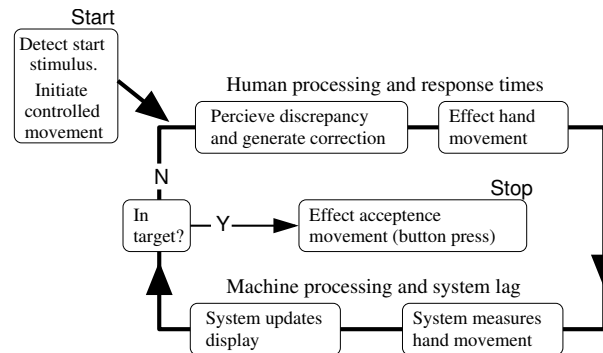 Start
Detect start
stimulus.
Initiate
controlled
movement
Human processing and response times
Percieve discrepancy
and generate correction
Effect hand
movement
N
In
target?
Y
Stop
Effect acceptence
movement (button press)
Machine processing and system lag
System updates
display
System measures
hand movement